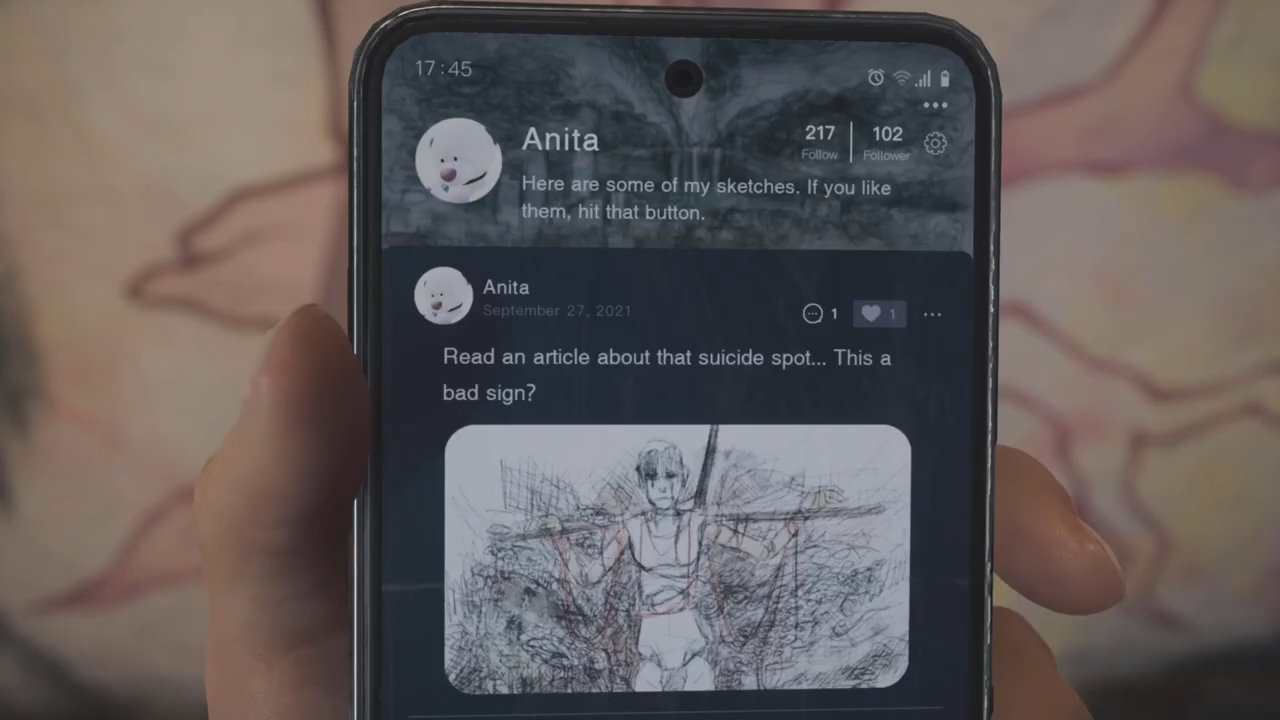 17:45
Anita
217
Follow
102
Follower
Here are some of my sketches. If you like
them, hit that button.
Anita
September 27, 2021
1
1
Read an article about that suicide spot... This a
bad sign?